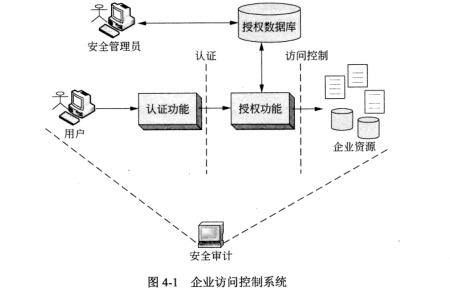 授权数据库
安全管理员
认证
访问控制
用户
认证功能
授权功能
企业资源
安全审计
图 4-1 企业访问控制系统